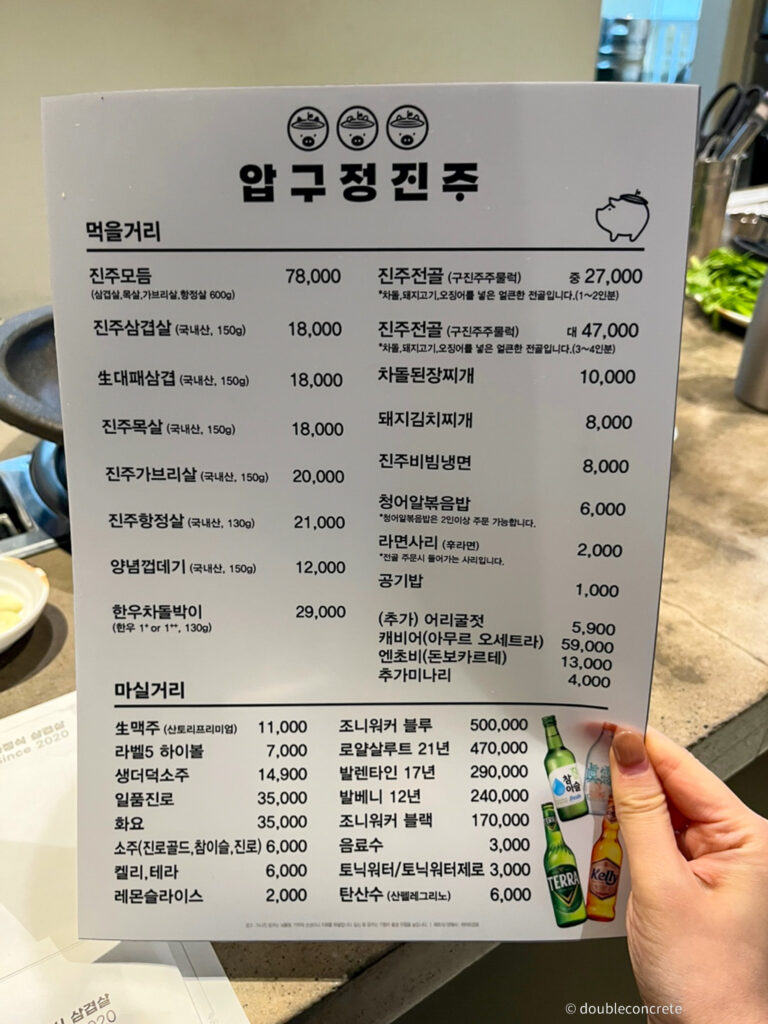 압구정진주
먹을거리
진주모듬 78,000
(삼겹살,목살,가브리살,항정살 600g)
진주삼겹살 (국내산, 150g) 18,000
生대패삼겹 (국내산, 150g) 18,000
진주목살 (국내산, 150g) 18,000
진주가브리살 (국내산, 150g) 20,000
진주항정살 (국내산, 130g) 21,000
양념껍데기 (국내산, 150g) 12,000
한우차돌박이 29,000
(한우 1⁺ or 1⁺⁺, 130g)
진주전골 (구진주주물럭) 중 27,000
*차돌,돼지고기,오징어를 넣은 얼큰한 전골입니다.(1~2인분)
진주전골 (구진주주물럭) 대 47,000
*차돌,돼지고기,오징어를 넣은 얼큰한 전골입니다.(3~4인분)
차돌된장찌개 10,000
돼지김치찌개 8,000
진주비빔냉면 8,000
청어알볶음밥 6,000
*청어알볶음밥은 2인이상 주문 가능합니다.
라면사리 (辛라면) 2,000
*전골 주문시 들어가는 사리입니다.
공기밥 1,000
(추가) 어리굴젓 5,900
캐비어(아무르 오세트라) 59,000
엔초비(돈보카르테) 13,000
추가미나리 4,000
마실거리
生맥주 (산토리프리미엄) 11,000
라벨5 하이볼 7,000
생더덕소주 14,900
일품진로 35,000
화요 35,000
소주(진로골드,참이슬,진로) 6,000
켈리,테라 6,000
레몬슬라이스 2,000
조니워커 블루 500,000
로얄살루트 21년 470,000
발렌타인 17년 290,000
발베니 12년 240,000
조니워커 블랙 170,000
음료수 3,000
토닉워터/토닉워터제로 3,000
탄산수 (산펠레그리노) 6,000
참
이슬
fresh
TERRA
Kelly
삼겹살
since 2020
삼겹살
© doubleconcrete